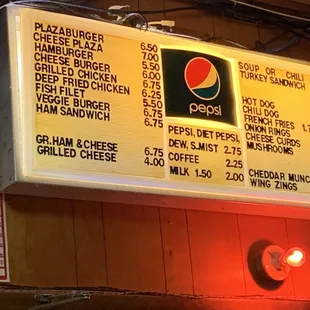 PLAZABURGER 6.50
CHEESE PLAZA 7.00
HAMBURGER 5.50
CHEESE BURGER 6.00
GRILLED CHICKEN 6.75
DEEP FRIED CHICKEN 6.25
FISH FILET 5.50
VEGGIE BURGER 6.75
HAM SANDWICH 6.75
GR.HAM & CHEESE 6.75
GRILLED CHEESE 4.00
pepsi
PEPSI, DIET PEPSI,
DEW, S.MIST 2.75
COFFEE 2.25
MILK 1.50 2.00
SOUP OR CHILI
TURKEY SANDWICH
HOT DOG
CHILI DOG
FRENCH FRIES
ONION RINGS
CHEESE CURDS
MUSHROOMS
CHEDDAR MUNC
WING ZINGS